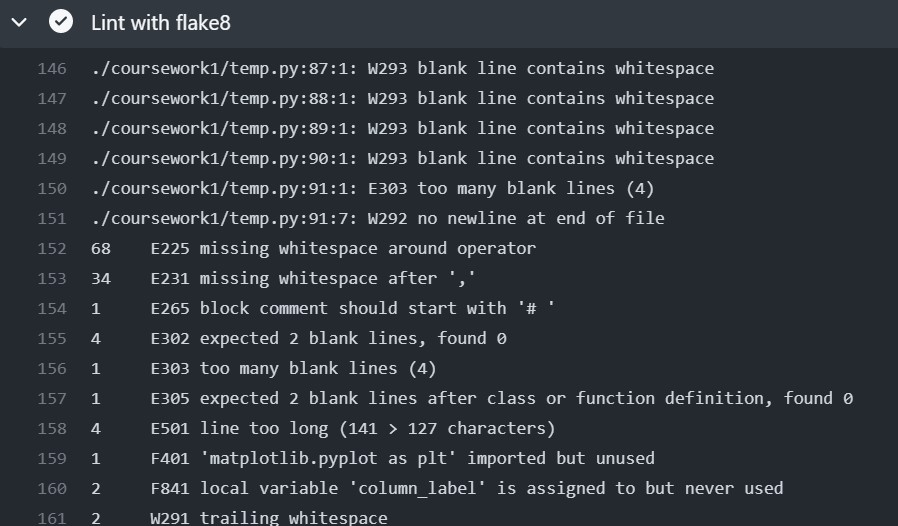 Lint with flake8
146 ./coursework1/temp.py:87:1: W293 blank line contains whitespace
147 ./coursework1/temp.py:88:1: W293 blank line contains whitespace
148 ./coursework1/temp.py:89:1: W293 blank line contains whitespace
149 ./coursework1/temp.py:90:1: W293 blank line contains whitespace
150 ./coursework1/temp.py:91:1: E303 too many blank lines (4)
151 ./coursework1/temp.py:91:7: W292 no newline at end of file
152 68    E225 missing whitespace around operator
153 34    E231 missing whitespace after ','
154 1     E265 block comment should start with '# '
155 4     E302 expected 2 blank lines, found 0
156 1     E303 too many blank lines (4)
157 1     E305 expected 2 blank lines after class or function definition, found 0
158 4     E501 line too long (141 > 127 characters)
159 1     F401 'matplotlib.pyplot as plt' imported but unused
160 2     F841 local variable 'column_label' is assigned to but never used
161 2     W291 trailing whitespace